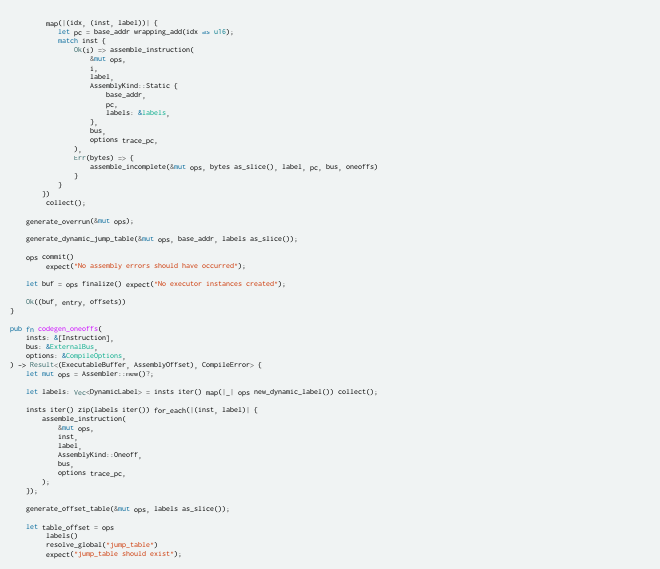 map(|(idx, (inst, label))| {
let pc = base_addr wrapping_add(idx as u16);
match inst {
Ok(i) => assemble_instruction(
&mut ops,
i,
label,
AssemblyKind::Static {
base_addr,
pc,
labels: &labels,
},
bus,
options trace_pc,
),
Err(bytes) => {
assemble_incomplete(&mut ops, bytes as_slice(), label, pc, bus, oneoffs)
}
}
})
collect();
generate_overrun(&mut ops);
generate_dynamic_jump_table(&mut ops, base_addr, labels as_slice());
ops commit()
expect("No assembly errors should have occurred");
let buf = ops finalize() expect("No executor instances created");
Ok((buf, entry, offsets))
}
pub fn codegen_oneoffs(
insts: &[Instruction],
bus: &ExternalBus,
options: &CompileOptions,
) -> Result<(ExecutableBuffer, AssemblyOffset), CompileError> {
let mut ops = Assembler::new()?;
let labels: Vec<DynamicLabel> = insts iter() map(|_| ops new_dynamic_label()) collect();
insts iter() zip(labels iter()) for_each(|(inst, label)| {
assemble_instruction(
&mut ops,
inst,
label,
AssemblyKind::Oneoff,
bus,
options trace_pc,
);
});
generate_offset_table(&mut ops, labels as_slice());
let table_offset = ops
labels()
resolve_global("jump_table")
expect("jump_table should exist");